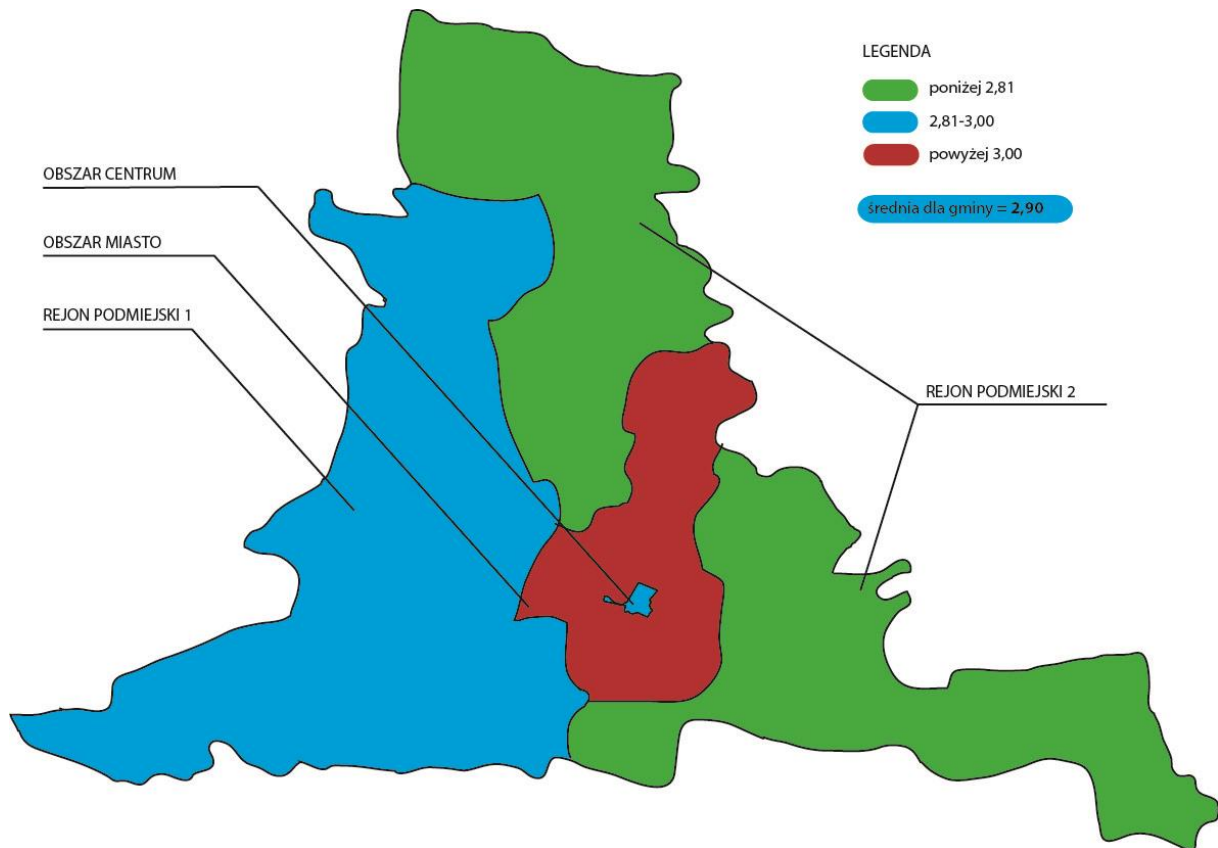 LEGENDA
poniżej 2,81
2,81-3,00
powyżej 3,00
średnia dla gminy = 2,90
OBSZAR CENTRUM
OBSZAR MIASTO
REJON PODMIEJSKI 1
REJON PODMIEJSKI 2